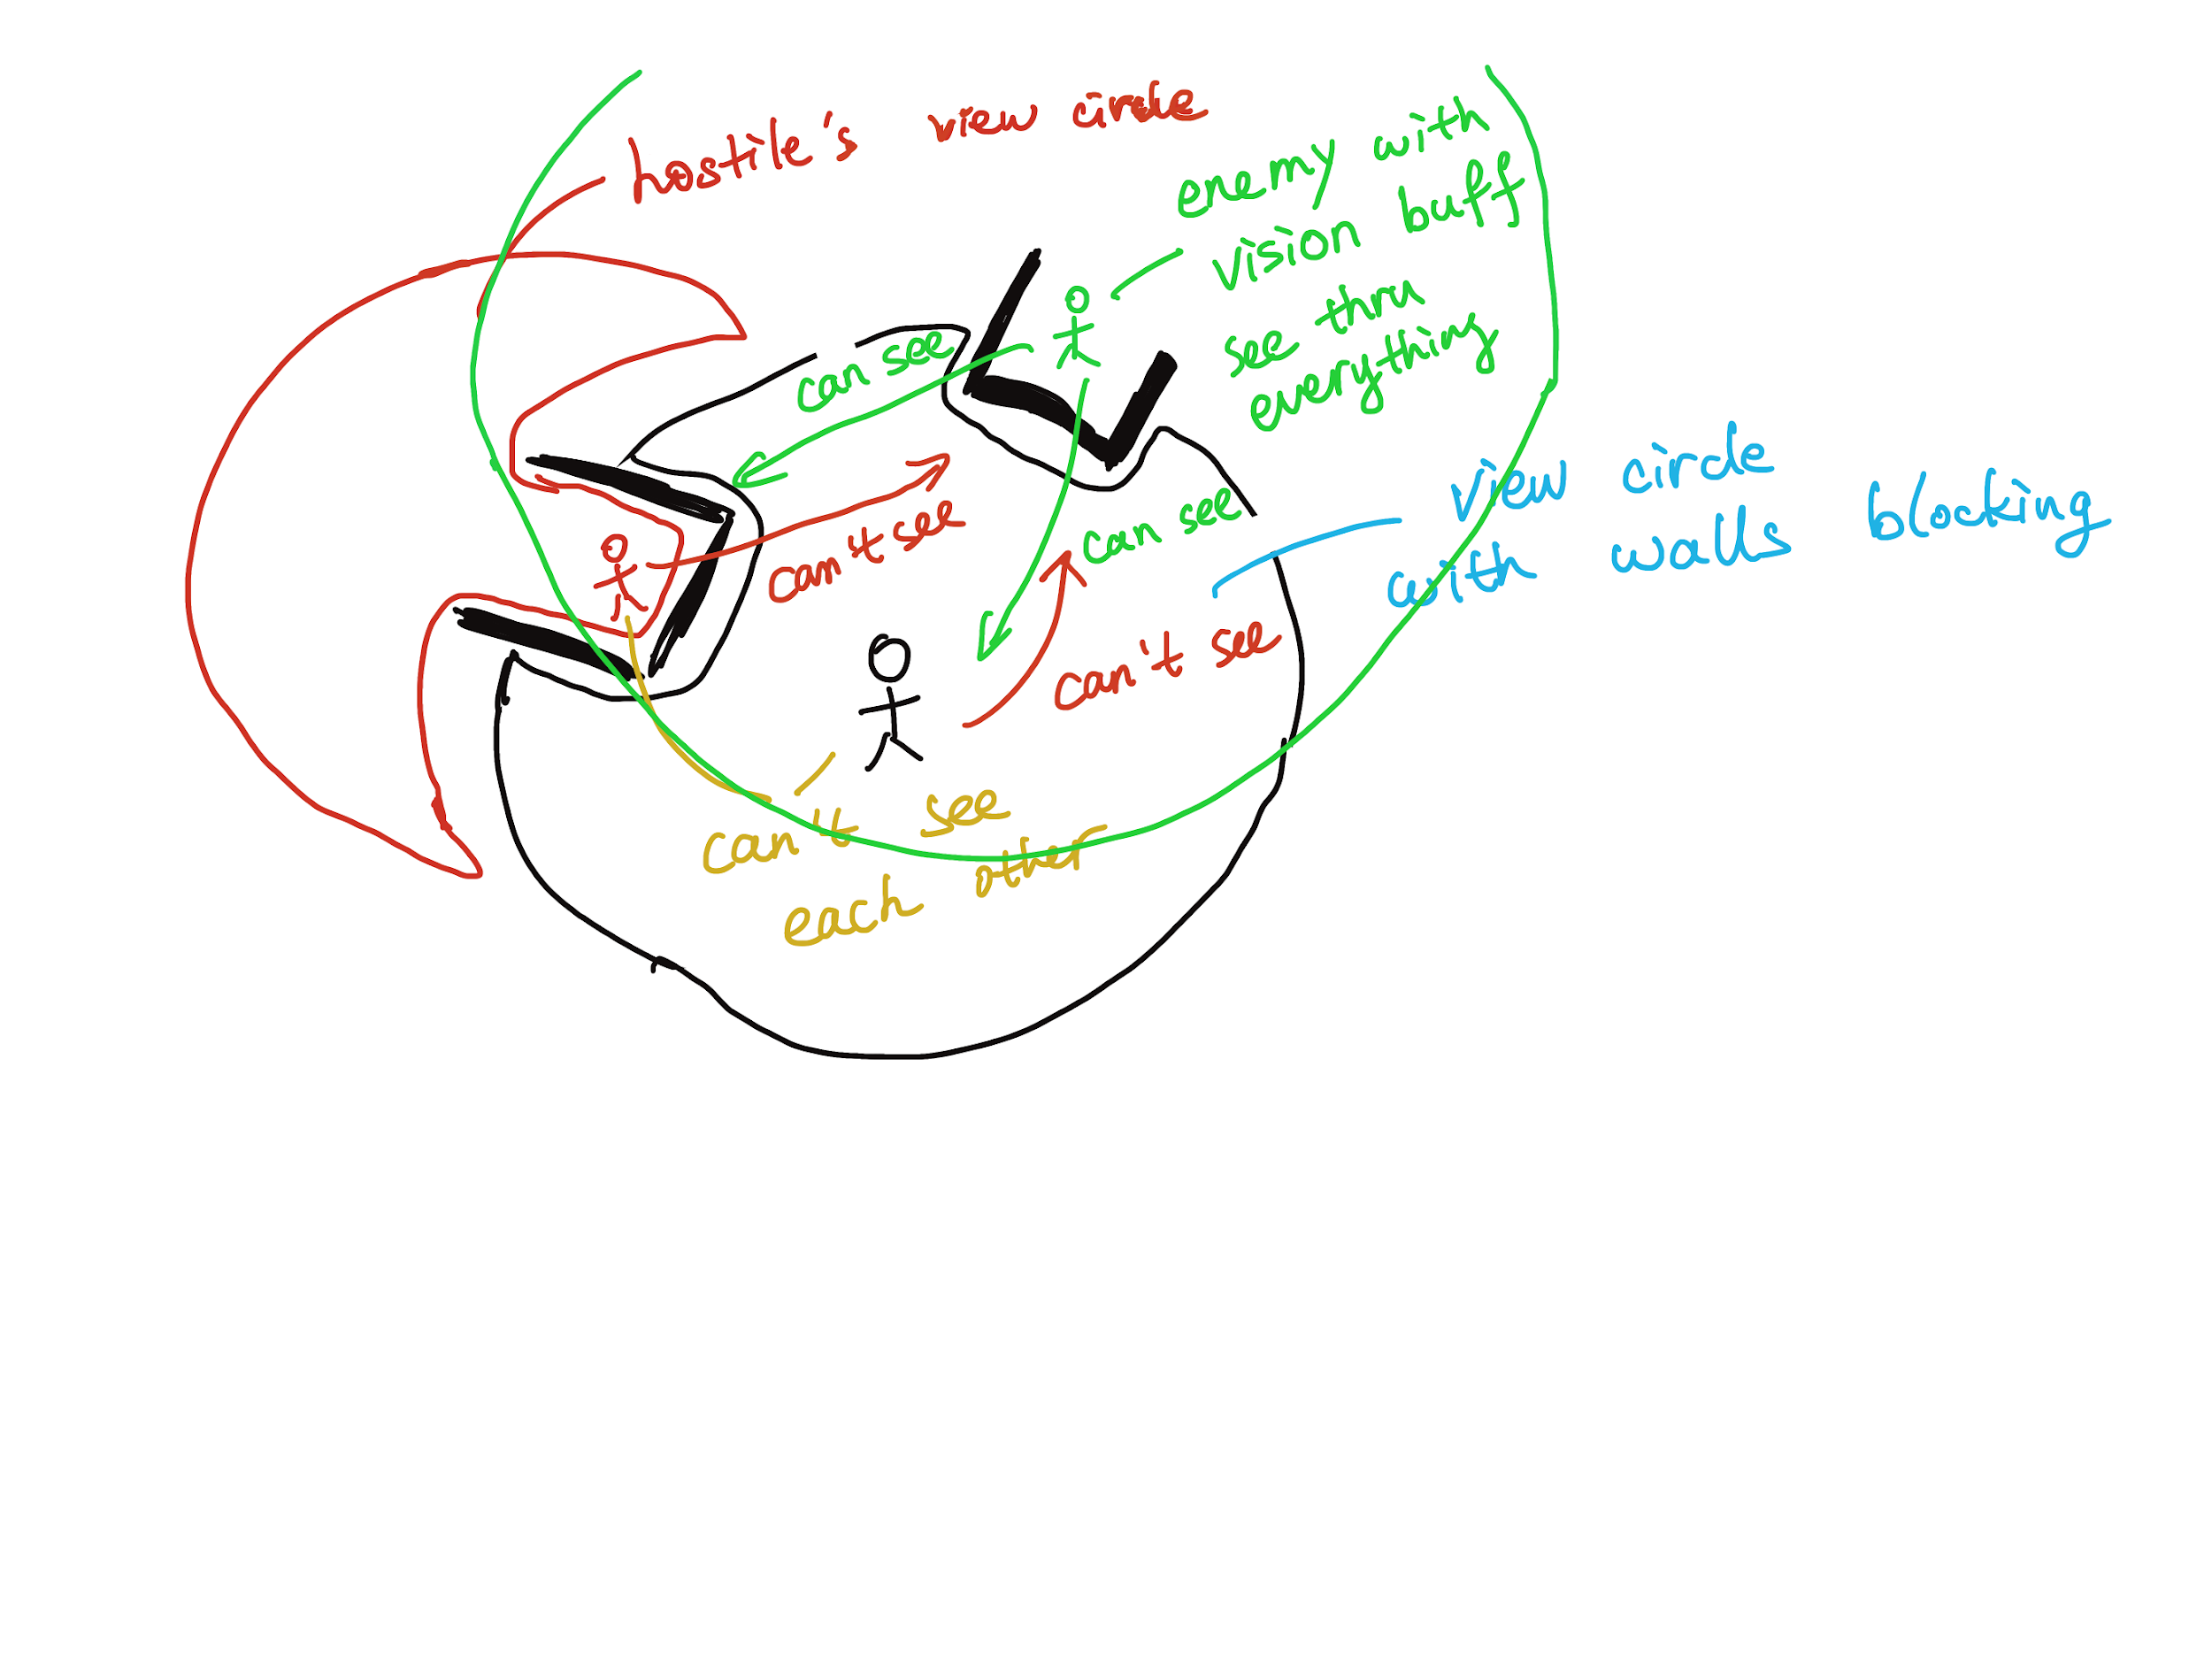 hostile's view circle
enemy with
vision buff
see thru
everything
can see
can't see
can see
can't see
view circle blocking
with walls
can't see
each other